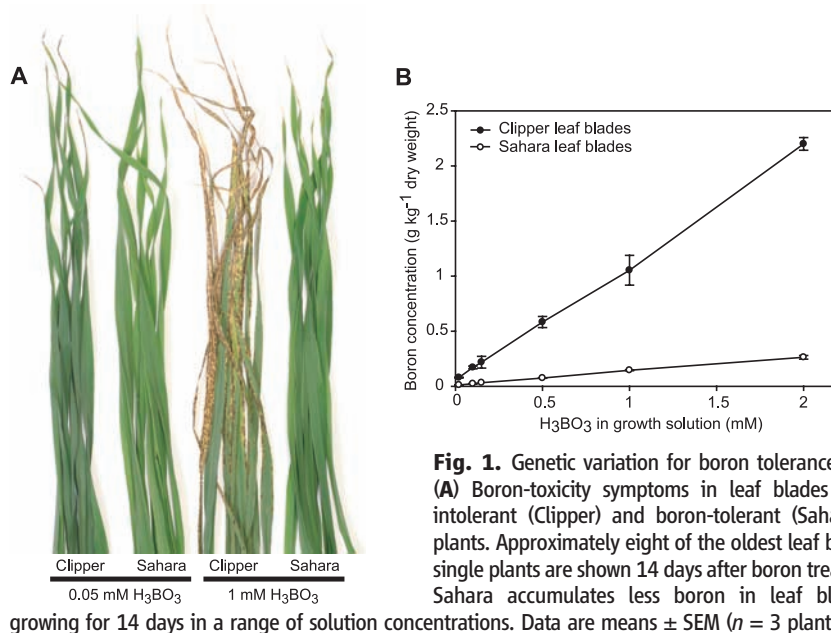 A
Clipper Sahara Clipper Sahara
0.05 mM H₃BO₃ 1 mM H₃BO₃
B
Clipper leaf blades
Sahara leaf blades
Boron concentration (g kg⁻¹ dry weight)
2.5
2
1.5
1
0.5
0
0 0.5 1 1.5 2
H₃BO₃ in growth solution (mM)
Fig. 1. Genetic variation for boron tolerance
(A) Boron-toxicity symptoms in leaf blades
intolerant (Clipper) and boron-tolerant (Saha
plants. Approximately eight of the oldest leaf b
single plants are shown 14 days after boron trea
Sahara accumulates less boron in leaf bl
growing for 14 days in a range of solution concentrations. Data are means ± SEM (n = 3 plant